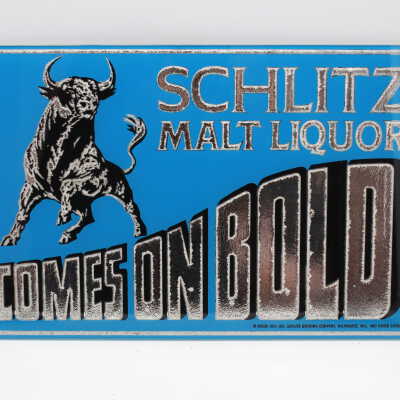 SCHLITZ
MALT LIQUOR
COMES ON BOLD